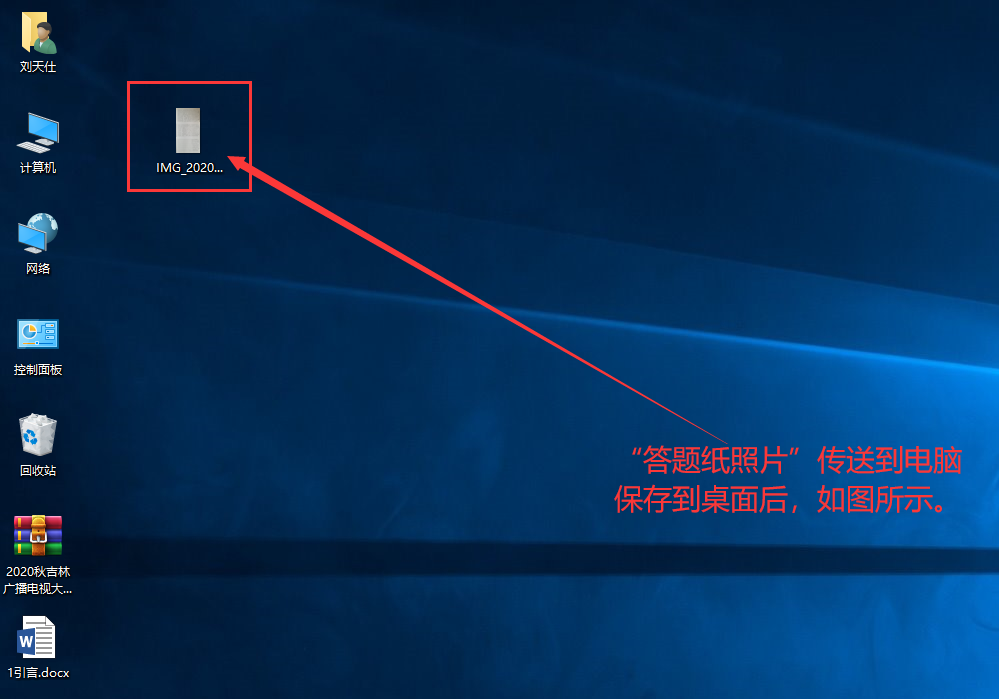 刘天仕
计算机
IMG_2020...
网络
控制面板
回收站
2020秋吉林
广播电视大...
W
1引言.docx
“答题纸照片”传送到电脑
保存到桌面后，如图所示。